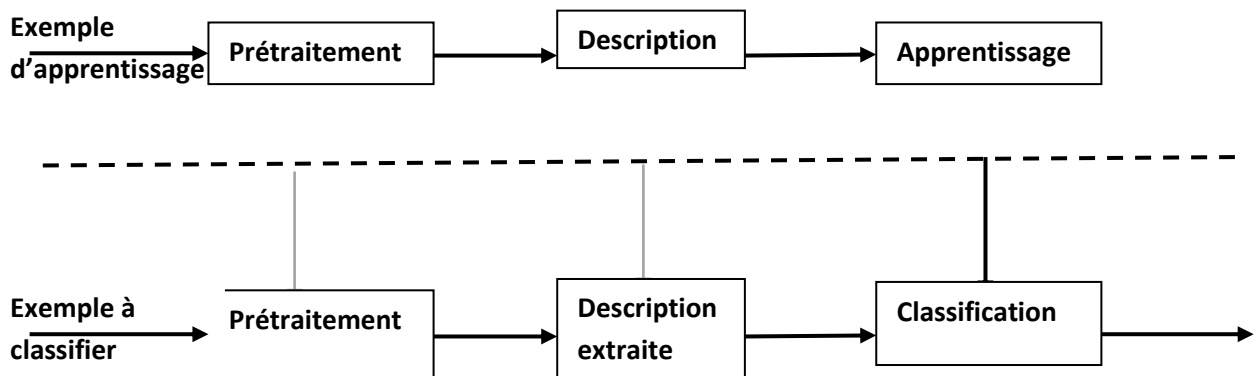 Exemple
d’apprentissage
Prétraitement
Description
Apprentissage
Exemple à
classifier
Prétraitement
Description
extraite
Classification